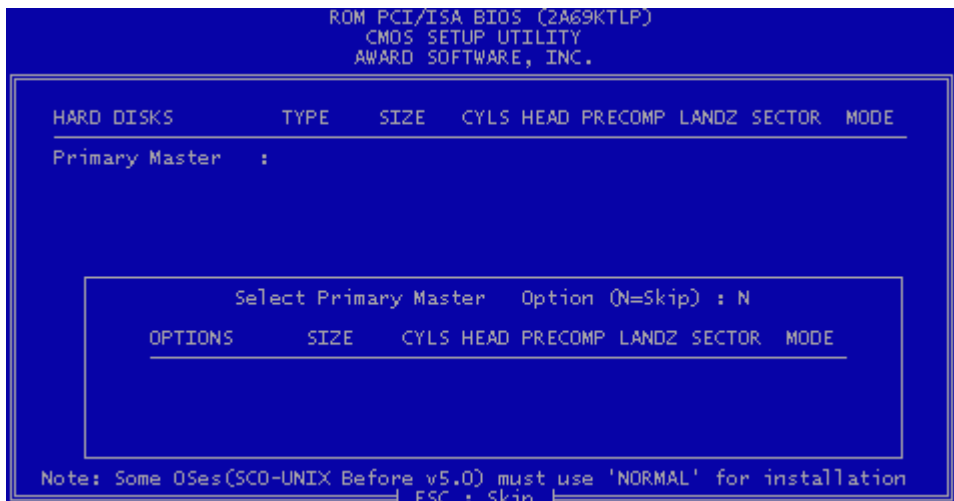 ROM PCI/ISA BIOS (2A69KTLP)
CMOS SETUP UTILITY
AWARD SOFTWARE, INC.
HARD DISKS TYPE SIZE CYLS HEAD PRECOMP LANDZ SECTOR MODE
Primary Master :
Select Primary Master Option (N=Skip) : N
OPTIONS SIZE CYLS HEAD PRECOMP LANDZ SECTOR MODE
Note: Some OSes(SCO-UNIX Before v5.0) must use 'NORMAL' for installation
ESC : Skip